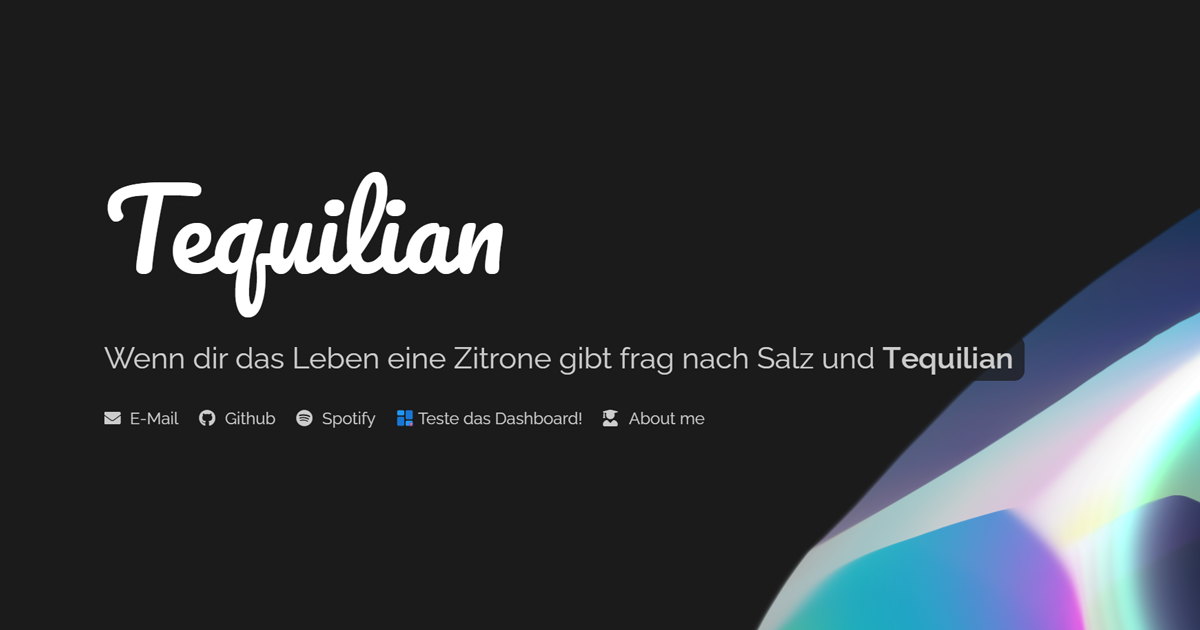 Tequilian
Wenn dir das Leben eine Zitrone gibt frag nach Salz und Tequilian
E-Mail Github Spotify Teste das Dashboard! About me